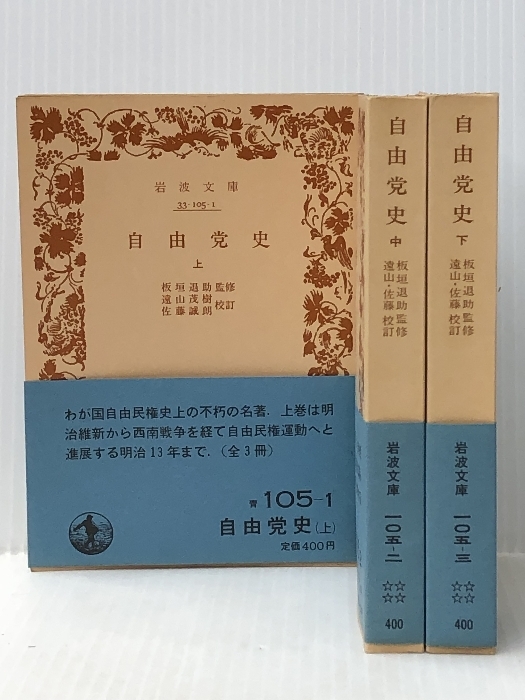 岩波文庫
33-105-1
自由党史
上
板垣退助監修
遠山茂樹
佐藤誠朗 校訂
わが国自由民権史上の不朽の名著．上巻は明
治維新から西南戦争を経て自由民権運動へと
進展する明治13年まで．（全3冊）
青 105-1
自由党史(上)
定価400円
自由党史 中
板垣退助監修
遠山・佐藤 校訂
岩波文庫
一〇五-二
☆☆
☆☆
400
自由党史 下
板垣退助監修
遠山・佐藤 校訂
岩波文庫
一〇五-三
☆☆
☆☆
400